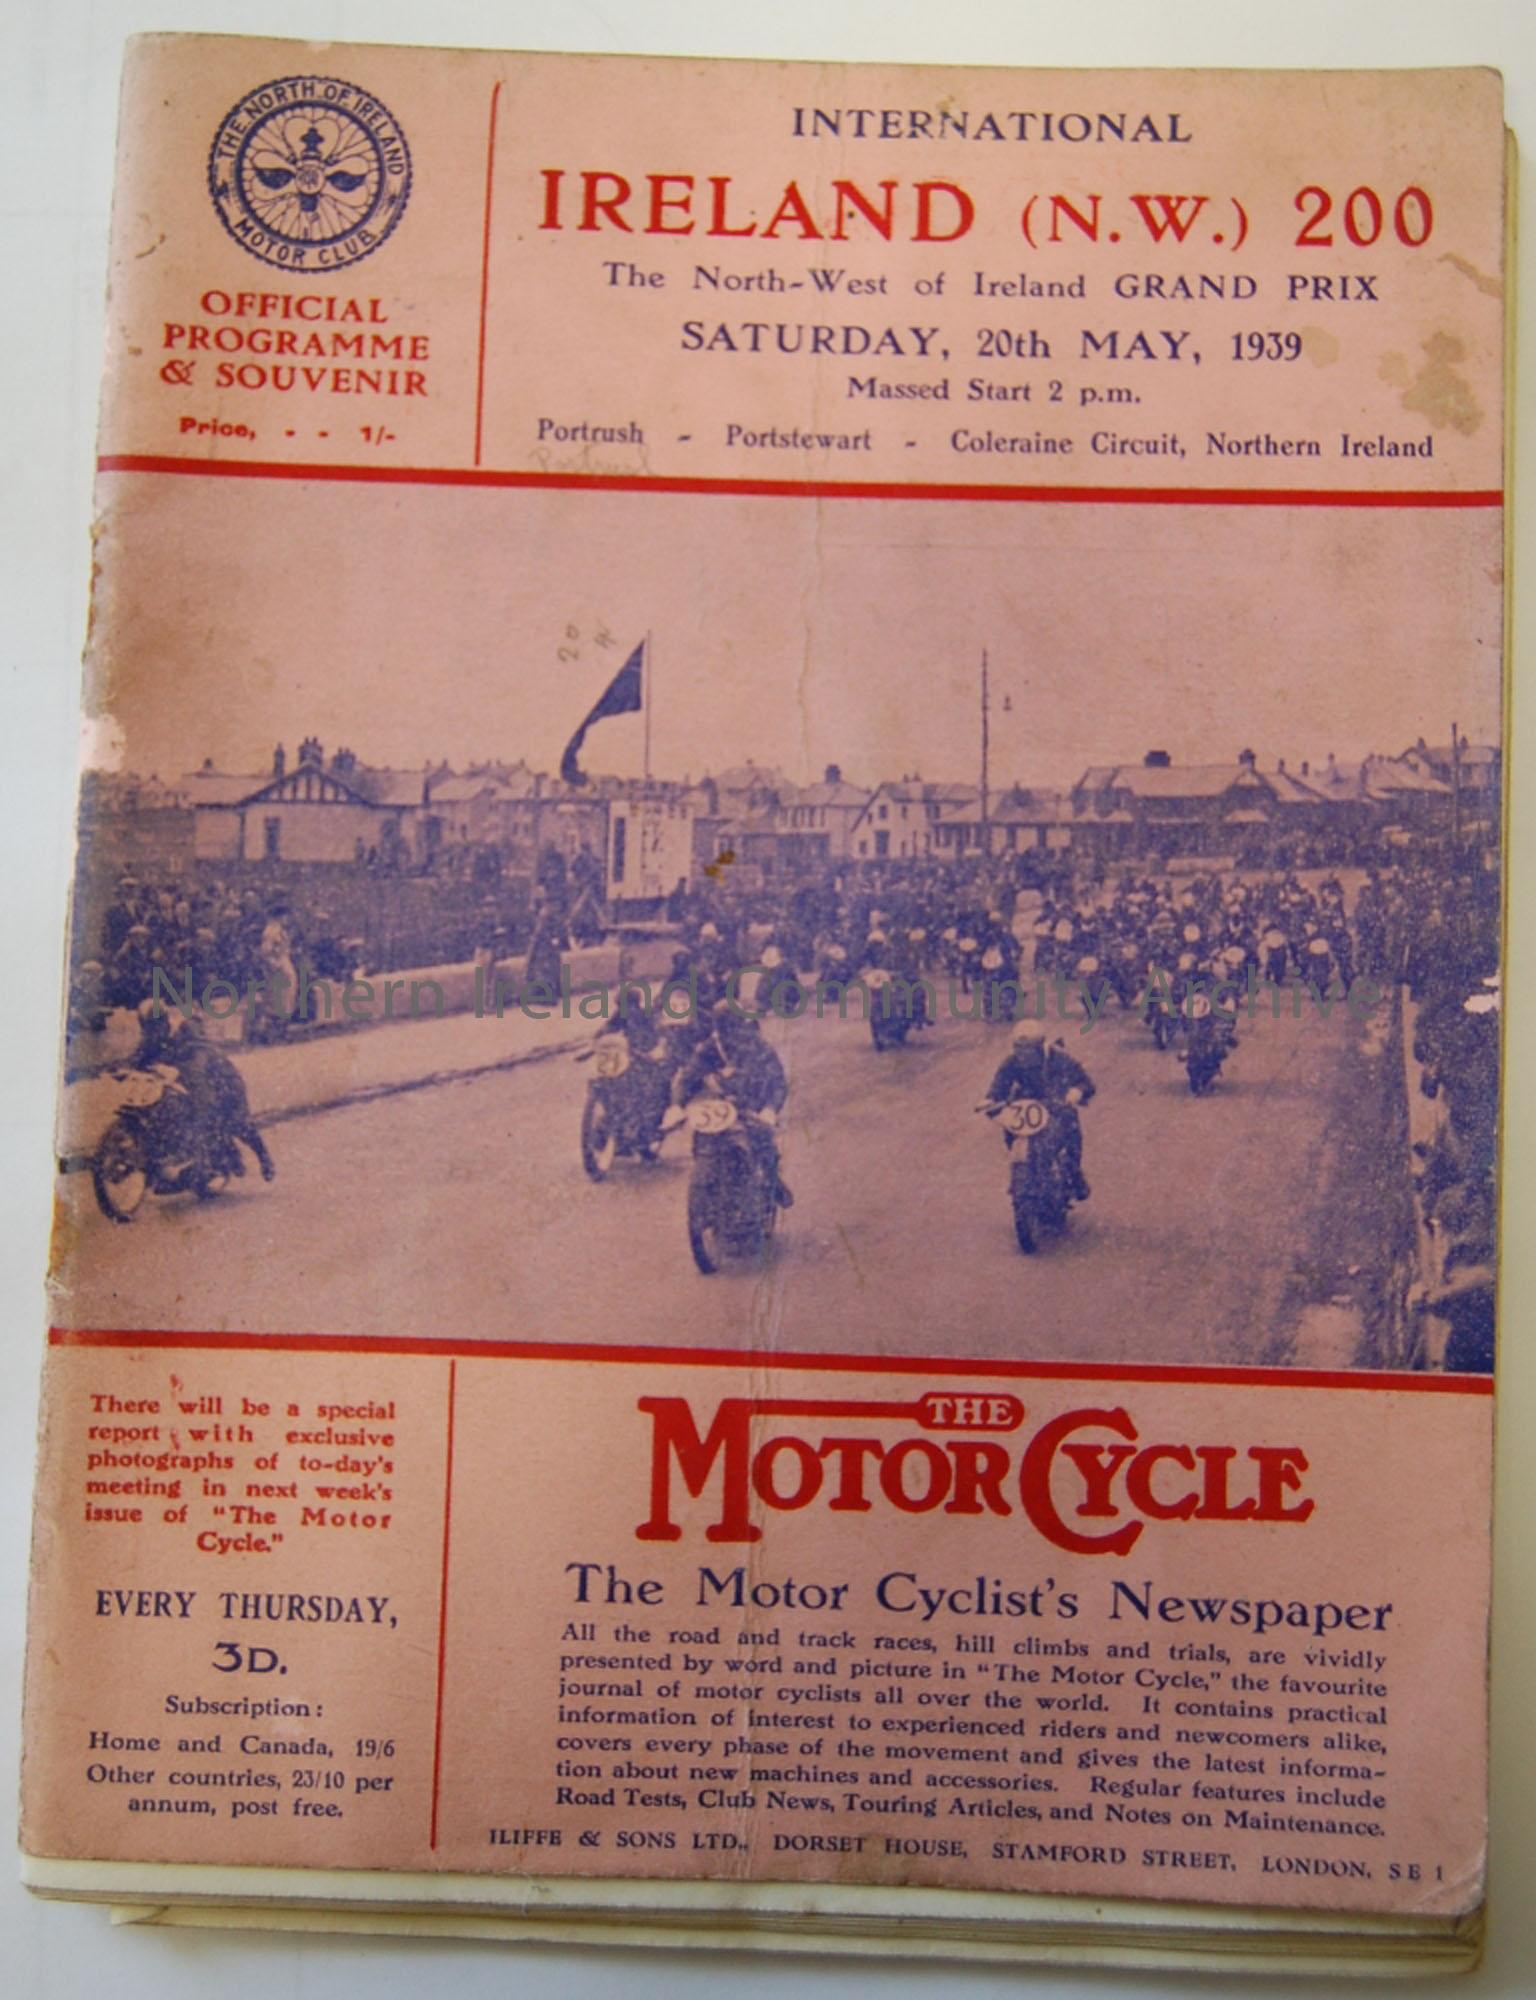 THE NORTH OF IRELAND
MOTOR CLUB
OFFICIAL
PROGRAMME
& SOUVENIR
Price, - - 1/-
INTERNATIONAL
IRELAND (N.W.) 200
The North-West of Ireland GRAND PRIX
SATURDAY, 20th MAY, 1939
Massed Start 2 p.m.
Portrush - Portstewart - Coleraine Circuit, Northern Ireland
Portrush
20
Northern Ireland Community Archive
39
30
There will be a special
report with exclusive
photographs of to-day's
meeting in next week's
issue of "The Motor
Cycle."
EVERY THURSDAY,
3D.
Subscription:
Home and Canada, 19/6
Other countries, 23/10 per
annum, post free.
THE
MOTOR CYCLE
The Motor Cyclist's Newspaper
All the road and track races, hill climbs and trials, are vividly
presented by word and picture in "The Motor Cycle," the favourite
journal of motor cyclists all over the world. It contains practical
information of interest to experienced riders and newcomers alike,
covers every phase of the movement and gives the latest informa-
tion about new machines and accessories. Regular features include
Road Tests, Club News, Touring Articles, and Notes on Maintenance.
ILIFFE & SONS LTD., DORSET HOUSE, STAMFORD STREET, LONDON, S E 1